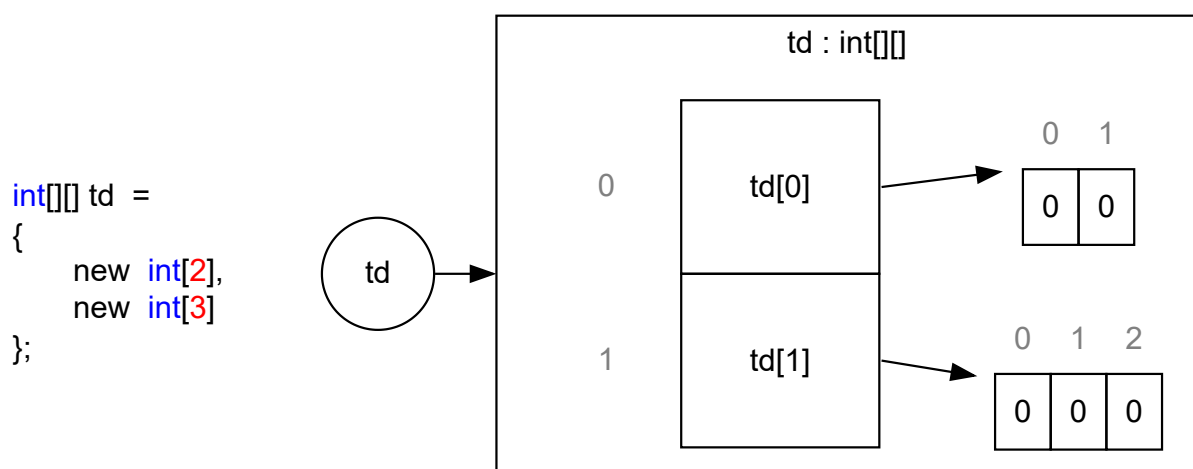 td : int[][]
int[][] td  =
{
new  int[2],
new  int[3]
};
td
0 1
0
td[0]
0 0
1
td[1]
0 1 2
0 0 0